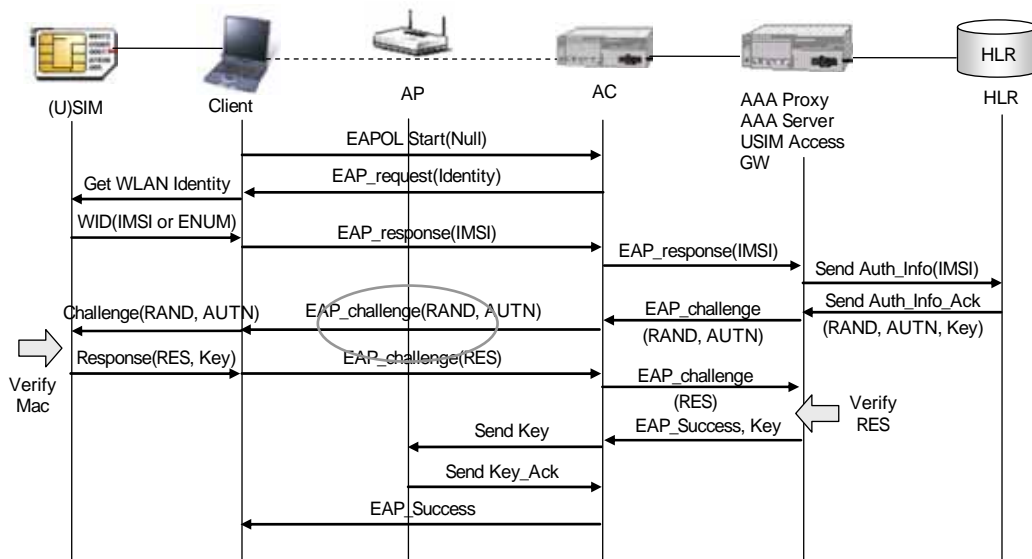 HLR
(U)SIM
Client
AP
AC
AAA Proxy
AAA Server
USIM Access
GW
HLR
EAPOL Start(Null)
EAP_request(Identity)
Get WLAN Identity
WID(IMSI or ENUM)
EAP_response(IMSI)
EAP_response(IMSI)
Send Auth_Info(IMSI)
Send Auth_Info_Ack
(RAND, AUTN, Key)
EAP_challenge
(RAND, AUTN)
EAP_challenge(RAND, AUTN)
Challenge(RAND, AUTN)
Verify
Mac
Response(RES, Key)
EAP_challenge(RES)
EAP_challenge
(RES)
Verify
RES
EAP_Success, Key
Send Key
Send Key_Ack
EAP_Success